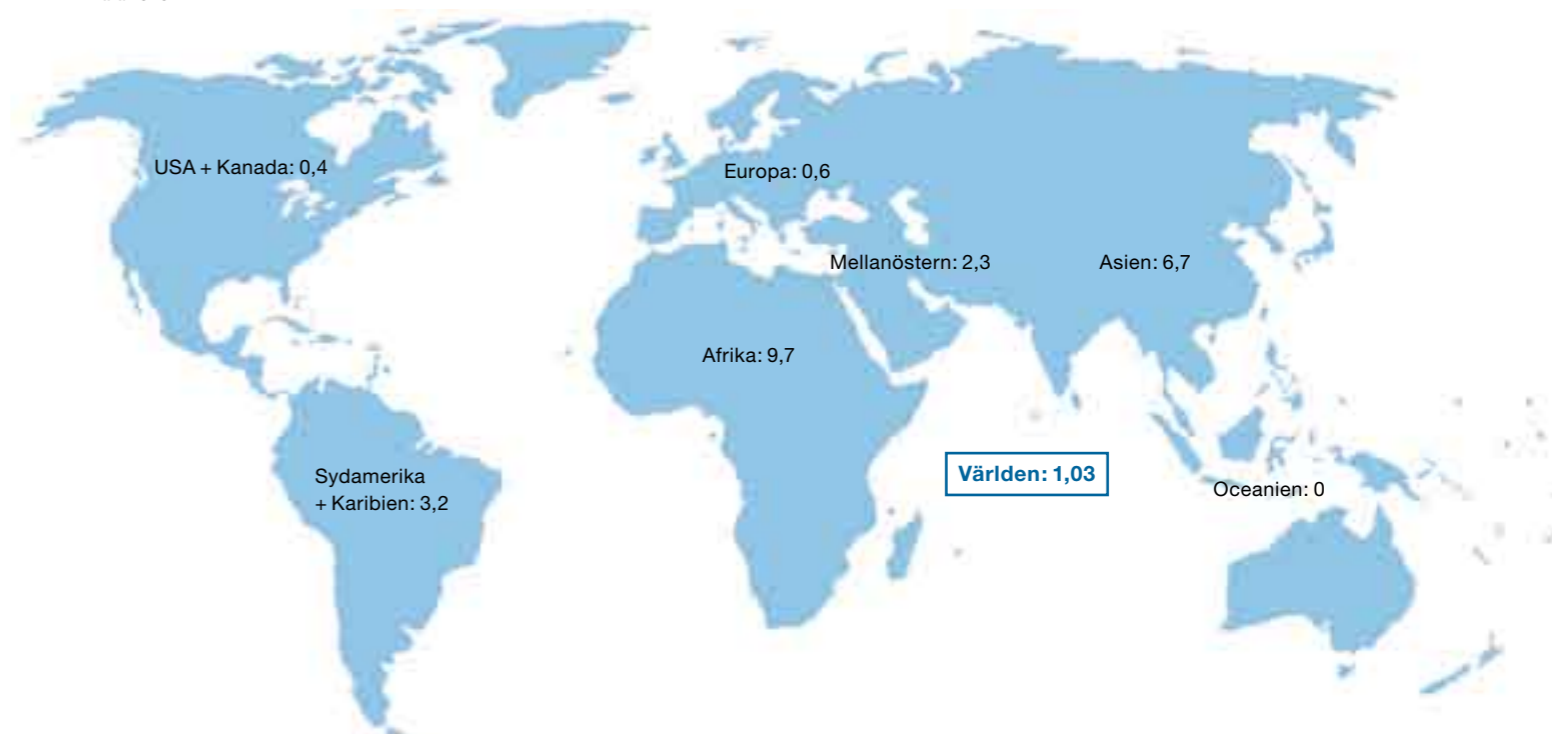 USA + Kanada: 0,4
Europa: 0,6
Mellanöstern: 2,3
Asien: 6,7
Afrika: 9,7
Sydamerika
+ Karibien: 3,2
Världen: 1,03
Oceanien: 0